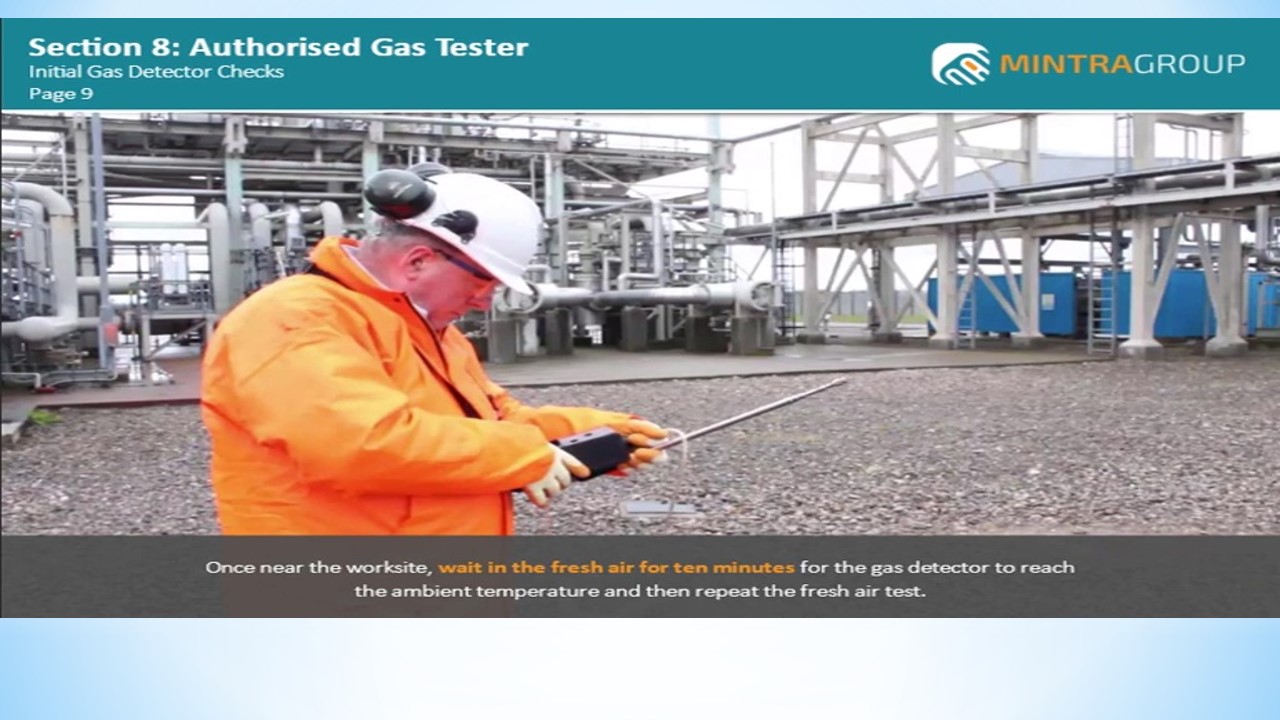 Section 8: Authorised Gas Tester
Initial Gas Detector Checks
Page 9
MINTRAGROUP
Once near the worksite, wait in the fresh air for ten minutes for the gas detector to reach
the ambient temperature and then repeat the fresh air test.